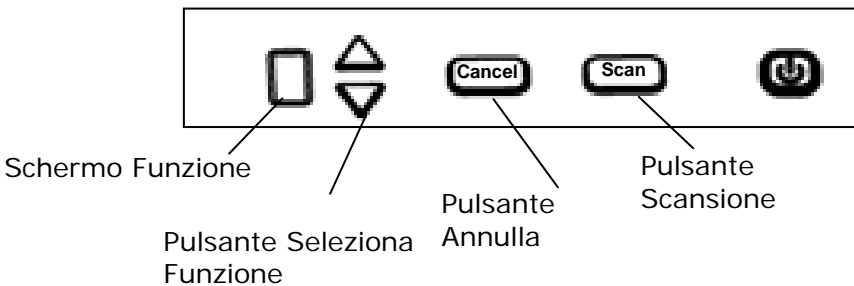 Cancel
Scan
Schermo Funzione
Pulsante Seleziona
Funzione
Pulsante
Annulla
Pulsante
Scansione